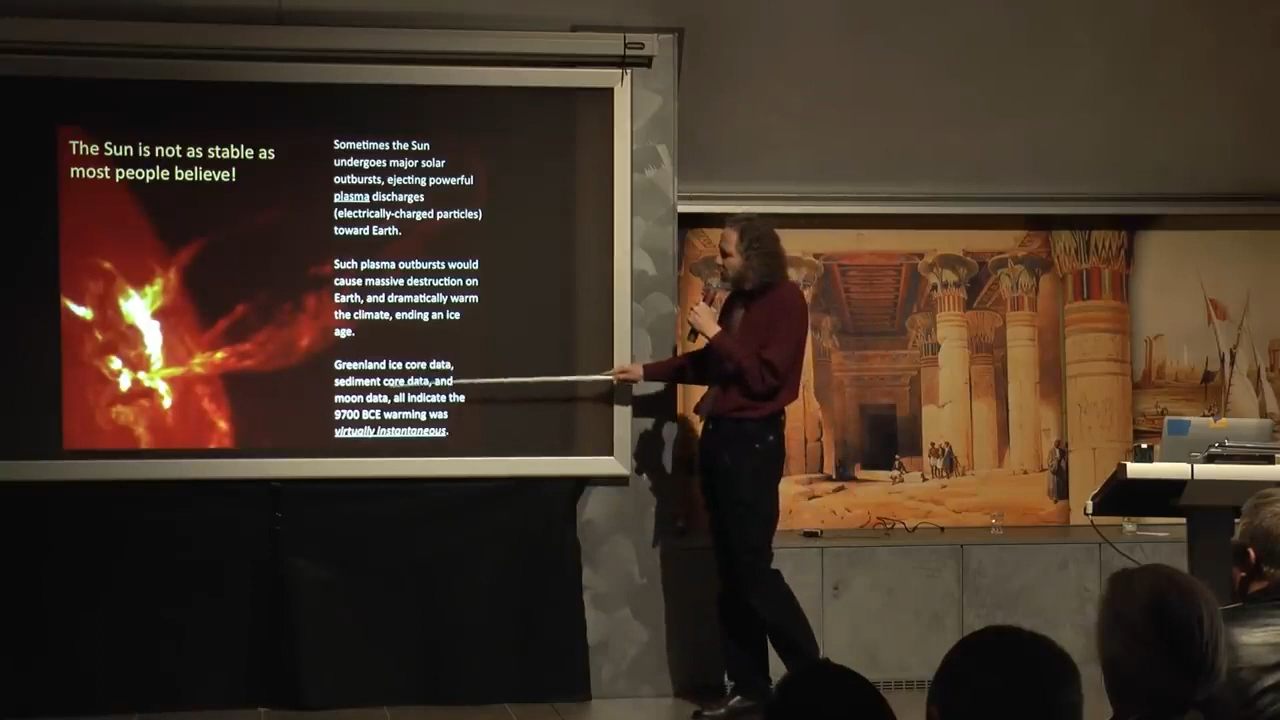 The Sun is not as stable as
most people believe!
Sometimes the Sun
undergoes major solar
outbursts, ejecting powerful
plasma discharges
(electrically-charged particles)
toward Earth.
Such plasma outbursts would
cause massive destruction on
Earth, and dramatically warm
the climate, ending an ice
age.
Greenland ice core data,
sediment core data, and
moon data, all indicate the
9700 BCE warming was
virtually instantaneous.